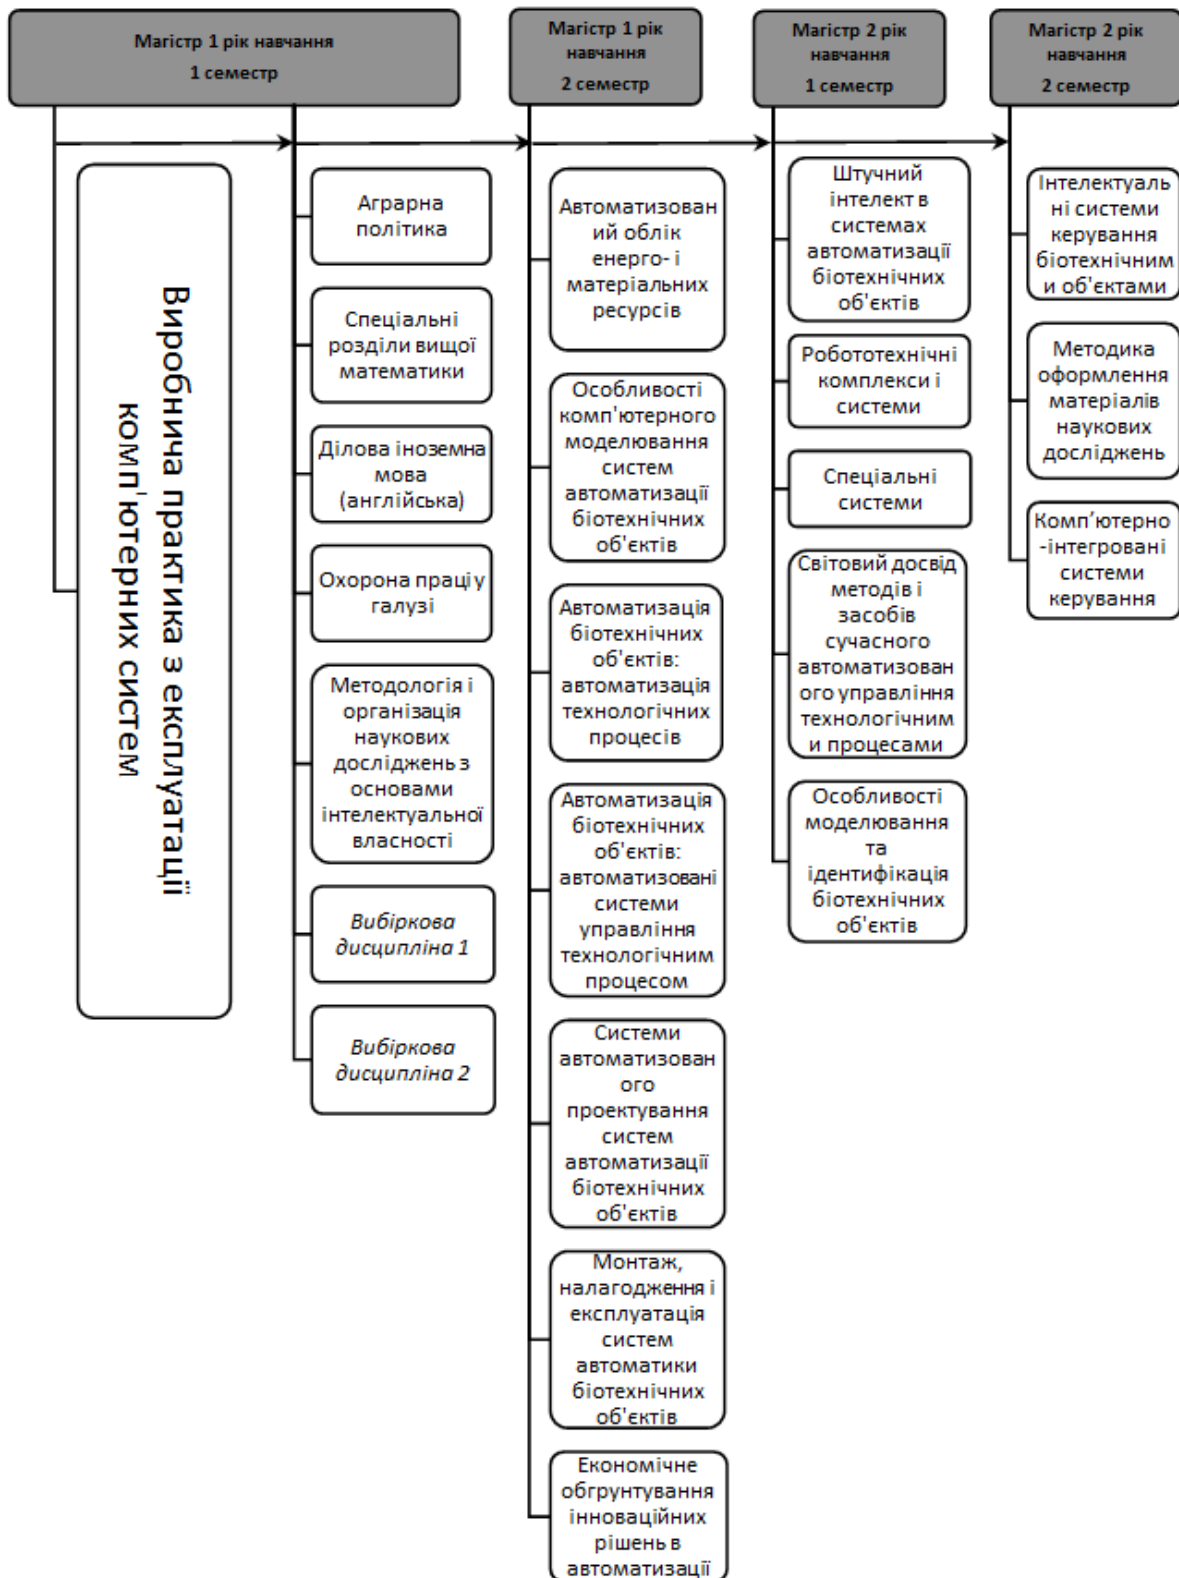 Магістр 1 рік навчання
1 семестр
Виробнича практика з експлуатації
комп'ютерних систем
Аграрна
політика
Спеціальні
розділи вищої
математики
Ділова іноземна
мова
(англійська)
Охорона праці у
галузі
Методологія і
організація
наукових
досліджень з
основами
інтелектуальної
власності
Вибіркова
дисципліна 1
Вибіркова
дисципліна 2
Магістр 1 рік
навчання
2 семестр
Автоматизован
ий облік
енерго- і
матеріальних
ресурсів
Особливості
комп'ютерного
моделювання
систем
автоматизації
біотехнічних
об'єктів
Автоматизація
біотехнічних
об'єктів:
автоматизація
технологічних
процесів
Автоматизація
біотехнічних
об'єктів:
автоматизовані
системи
управління
технологічним
процесом
Системи
автоматизован
ого
проектування
систем
автоматизації
біотехнічних
об'єктів
Монтаж,
налагодження і
експлуатація
систем
автоматики
біотехнічних
об'єктів
Економічне
обгрунтування
інноваційних
рішень в
автоматизації
Магістр 2 рік
навчання
1 семестр
Штучний
інтелект в
системах
автоматизації
біотехнічних
об'єктів
Робототехнічні
комплекси і
системи
Спеціальні
системи
Світовий досвід
методів і
засобів
сучасного
автоматизован
ого управління
технологічним
и процесами
Особливості
моделювання
та
ідентифікація
біотехнічних
об'єктів
Магістр 2 рік
навчання
2 семестр
Інтелектуаль
ні системи
керування
біотехнічним
и об'єктами
Методика
оформлення
матеріалів
наукових
досліджень
Комп’ютерно
-інтегровані
системи
керування